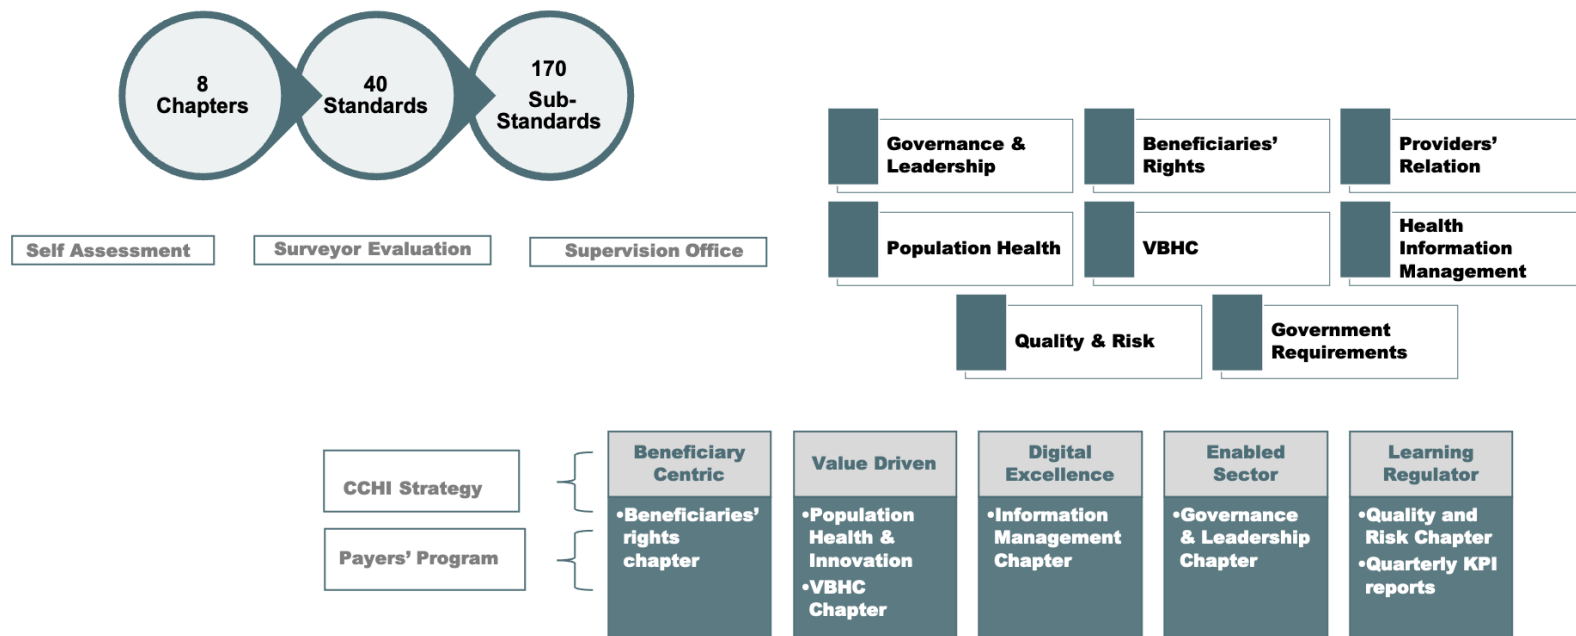 8
Chapters
40
Standards
170
Sub-
Standards
Self Assessment
Surveyor Evaluation
Supervision Office
Governance &
Leadership
Beneficiaries’
Rights
Providers’
Relation
Population Health
VBHC
Health
Information
Management
Quality & Risk
Government
Requirements
CCHI Strategy
Payers’ Program
Beneficiary
Centric
•Beneficiaries’
rights
chapter
Value Driven
•Population
Health &
Innovation
•VBHC
Chapter
Digital
Excellence
•Information
Management
Chapter
Enabled
Sector
•Governance
& Leadership
Chapter
Learning
Regulator
•Quality and
Risk Chapter
•Quarterly KPI
reports